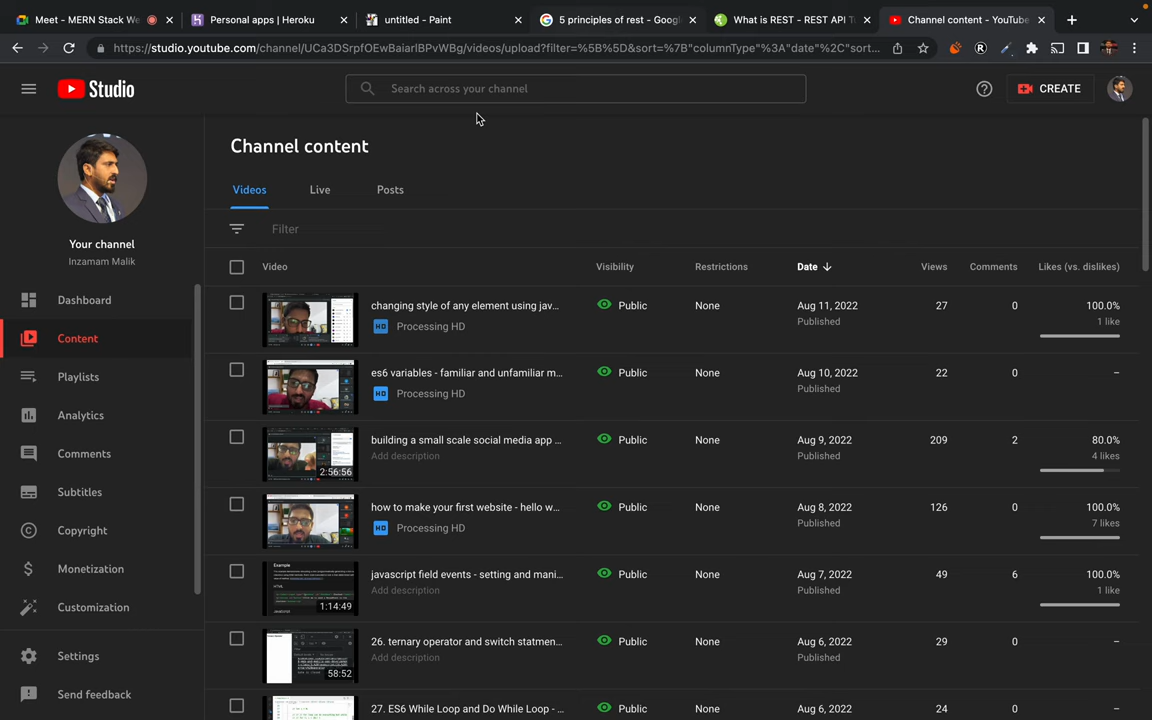 Meet - MERN Stack We
Personal apps | Heroku
untitled - Paint
5 principles of rest - Googl
What is REST - REST API T
Channel content - YouTube
https://studio.youtube.com/channel/UCa3DSrpfOEwBaiarlBPvWBg/videos/upload?filter=%5B%5D&sort=%7B"columnType"%3A"date"%2C"sort...
Studio
Search across your channel
CREATE
Your channel
Inzamam Malik
Dashboard
Content
Playlists
Analytics
Comments
Subtitles
Copyright
Monetization
Customization
Settings
Send feedback
Channel content
Videos Live Posts
Filter
Video Visibility Restrictions Date Views Comments Likes (vs. dislikes)
changing style of any element using jav... Public None Aug 11, 2022 27 0 100.0%
HD Processing HD Published 1 like
es6 variables - familiar and unfamiliar m... Public None Aug 10, 2022 22 0 –
HD Processing HD Published
building a small scale social media app ... Public None Aug 9, 2022 209 2 80.0%
2:56:56 Add description Published 4 likes
how to make your first website - hello w... Public None Aug 8, 2022 126 0 100.0%
HD Processing HD Published 7 likes
javascript field events - setting and mani... Public None Aug 7, 2022 49 6 100.0%
1:14:49 Add description Published 1 like
26. ternary operator and switch statmen... Public None Aug 6, 2022 29 0 –
58:52 Add description Published
27. ES6 While Loop and Do While Loop - ... Public None Aug 6, 2022 24 0 –